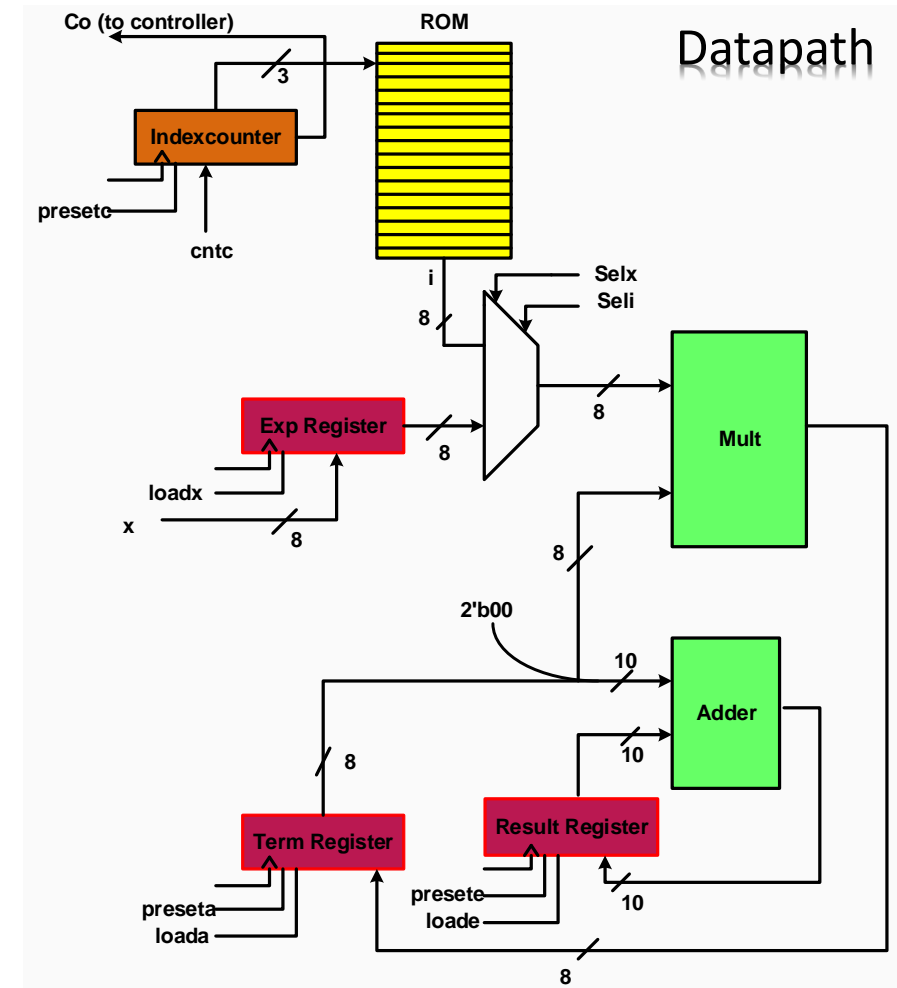 Co (to controller)
ROM
Datapath
3
Indexcounter
presetc
cntc
i
Selx
Seli
8
8
Exp Register
8
Mult
loadx
x
8
8
2'b00
10
Adder
10
8
Term Register
Result Register
presete
10
preseta
loade
loada
8